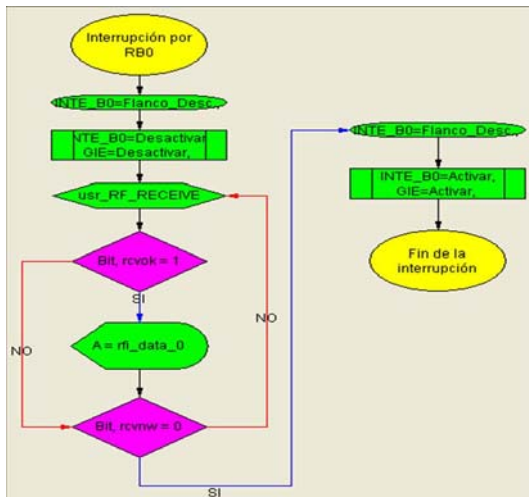 Interrupción por
RB0
INTE_B0=Flanco_Desc,
INTE_B0=Desactivar
GIE=Desactivar,
usr_RF_RECEIVE
Bit, rcvok = 1
SI
NO
A = rfi_data_0
Bit, rcvnw = 0
NO
SI
INTE_B0=Flanco_Desc,
INTE_B0=Activar,
GIE=Activar,
Fin de la
interrupción